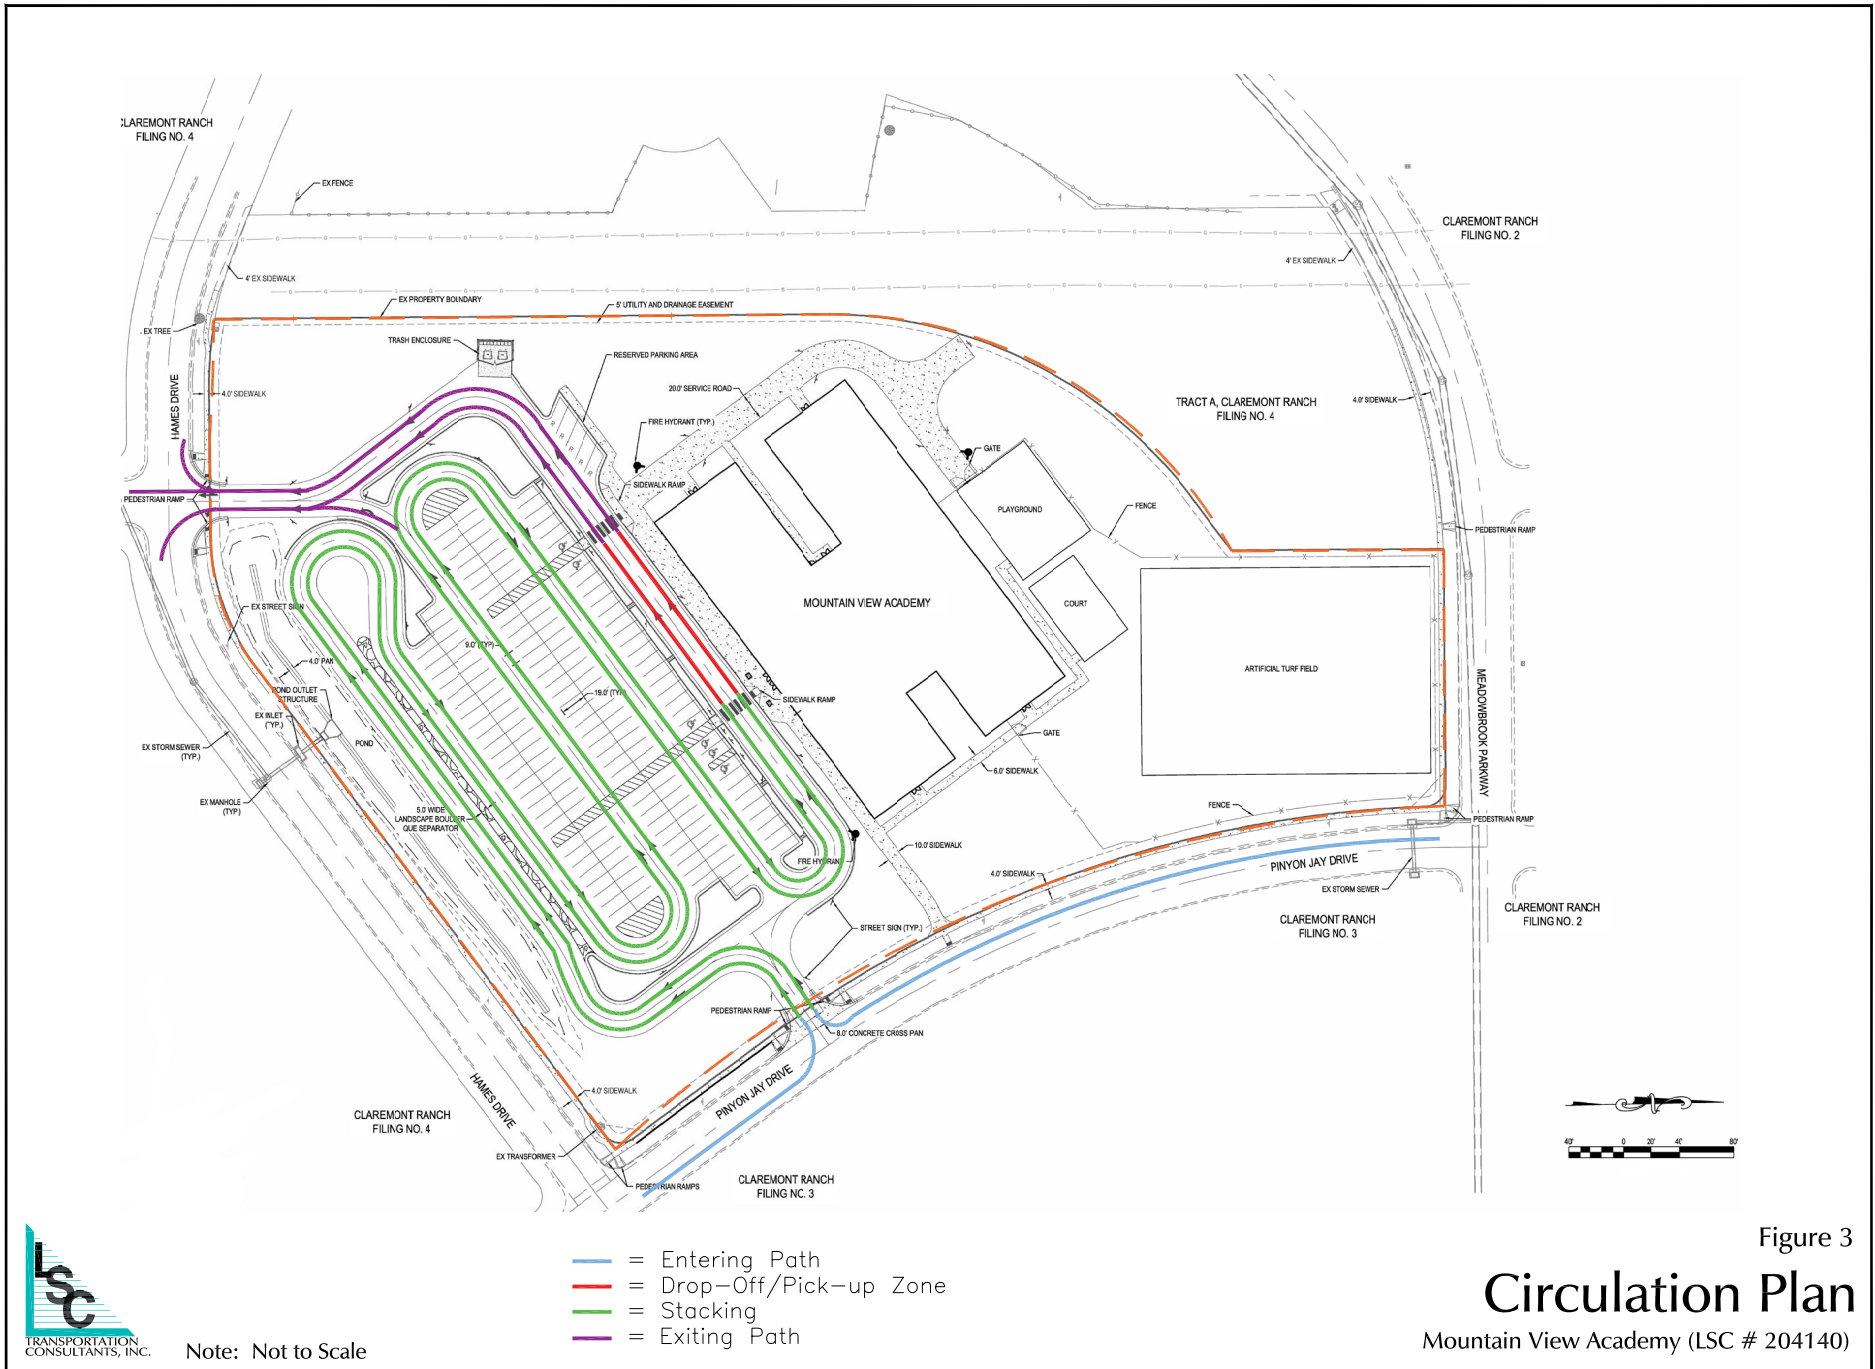 CLAREMONT RANCH
FILING NO. 4
EX FENCE
CLAREMONT RANCH
FILING NO. 2
4' EX SIDEWALK
4' EX SIDEWALK
EX PROPERTY BOUNDARY
5' UTILITY AND DRAINAGE EASEMENT
EX TREE
TRASH ENCLOSURE
RESERVED PARKING AREA
HAMES DRIVE
4.0' SIDEWALK
20.0' SERVICE ROAD
TRACT A, CLAREMONT RANCH
FILING NO. 4
4.0' SIDEWALK
FIRE HYDRANT (TYP.)
GATE
SIDEWALK RAMP
PEDESTRIAN RAMP
PLAYGROUND
FENCE
PEDESTRIAN RAMP
EX STREET SIGN
MOUNTAIN VIEW ACADEMY
COURT
9.0' (TYP)
4.0' PAN
19.0' (TYP)
ARTIFICIAL TURF FIELD
POND OUTLET
STRUCTURE
SIDEWALK RAMP
EX INLET
(TYP.)
POND
MEADOWBROOK PARKWAY
GATE
EX STORM SEWER
(TYP.)
6.0' SIDEWALK
EX MANHOLE
(TYP)
5.0' WIDE
LANDSCAPE BOULDER
QUE SEPARATOR
FENCE
PEDESTRIAN RAMP
10.0' SIDEWALK
FIRE HYDRANT
PINYON JAY DRIVE
4.0' SIDEWALK
EX STORM SEWER
CLAREMONT RANCH
FILING NO. 3
CLAREMONT RANCH
FILING NO. 2
STREET SIGN (TYP.)
PEDESTRIAN RAMP
8.0' CONCRETE CROSS PAN
HAMES DRIVE
4.0' SIDEWALK
PINYON JAY DRIVE
CLAREMONT RANCH
FILING NO. 4
EX TRANSFORMER
PEDESTRIAN RAMPS
CLAREMONT RANCH
FILING NO. 3
40' 0 20' 40' 80'
= Entering Path
= Drop-Off/Pick-up Zone
= Stacking
= Exiting Path
LSC
TRANSPORTATION
CONSULTANTS, INC.
Note: Not to Scale
Figure 3
Circulation Plan
Mountain View Academy (LSC # 204140)